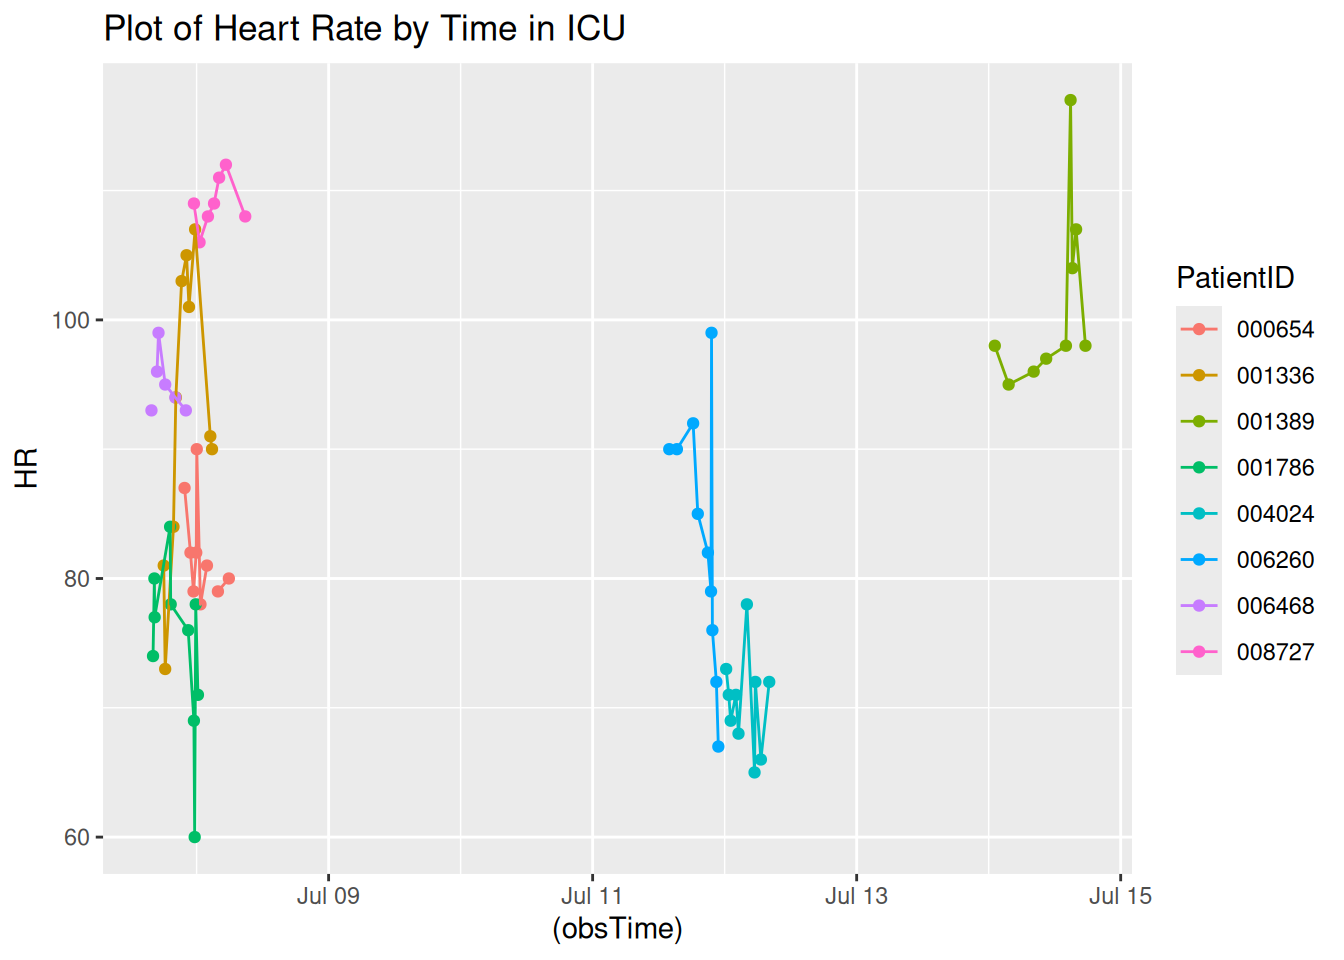 Plot of Heart Rate by Time in ICU
HR
100
80
60
Jul 09
Jul 11
Jul 13
Jul 15
(obsTime)
PatientID
000654
001336
001389
001786
004024
006260
006468
008727